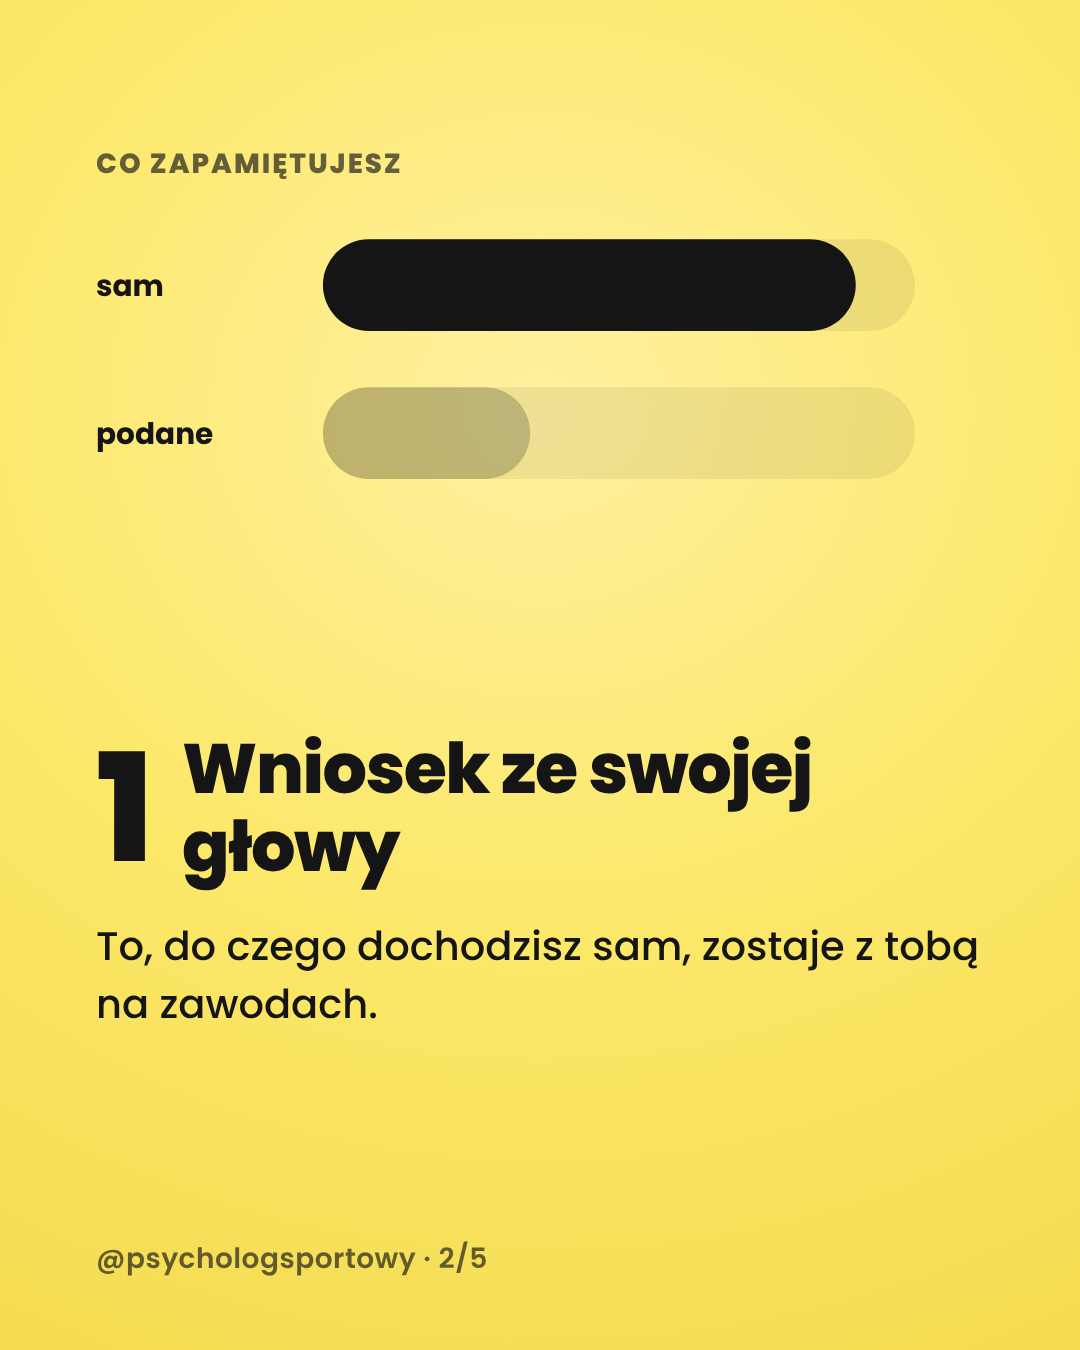 CO ZAPAMIĘTUJESZ
sam
podane
1 Wniosek ze swojej
głowy
To, do czego dochodzisz sam, zostaje z tobą
na zawodach.
@psychologsportowy · 2/5